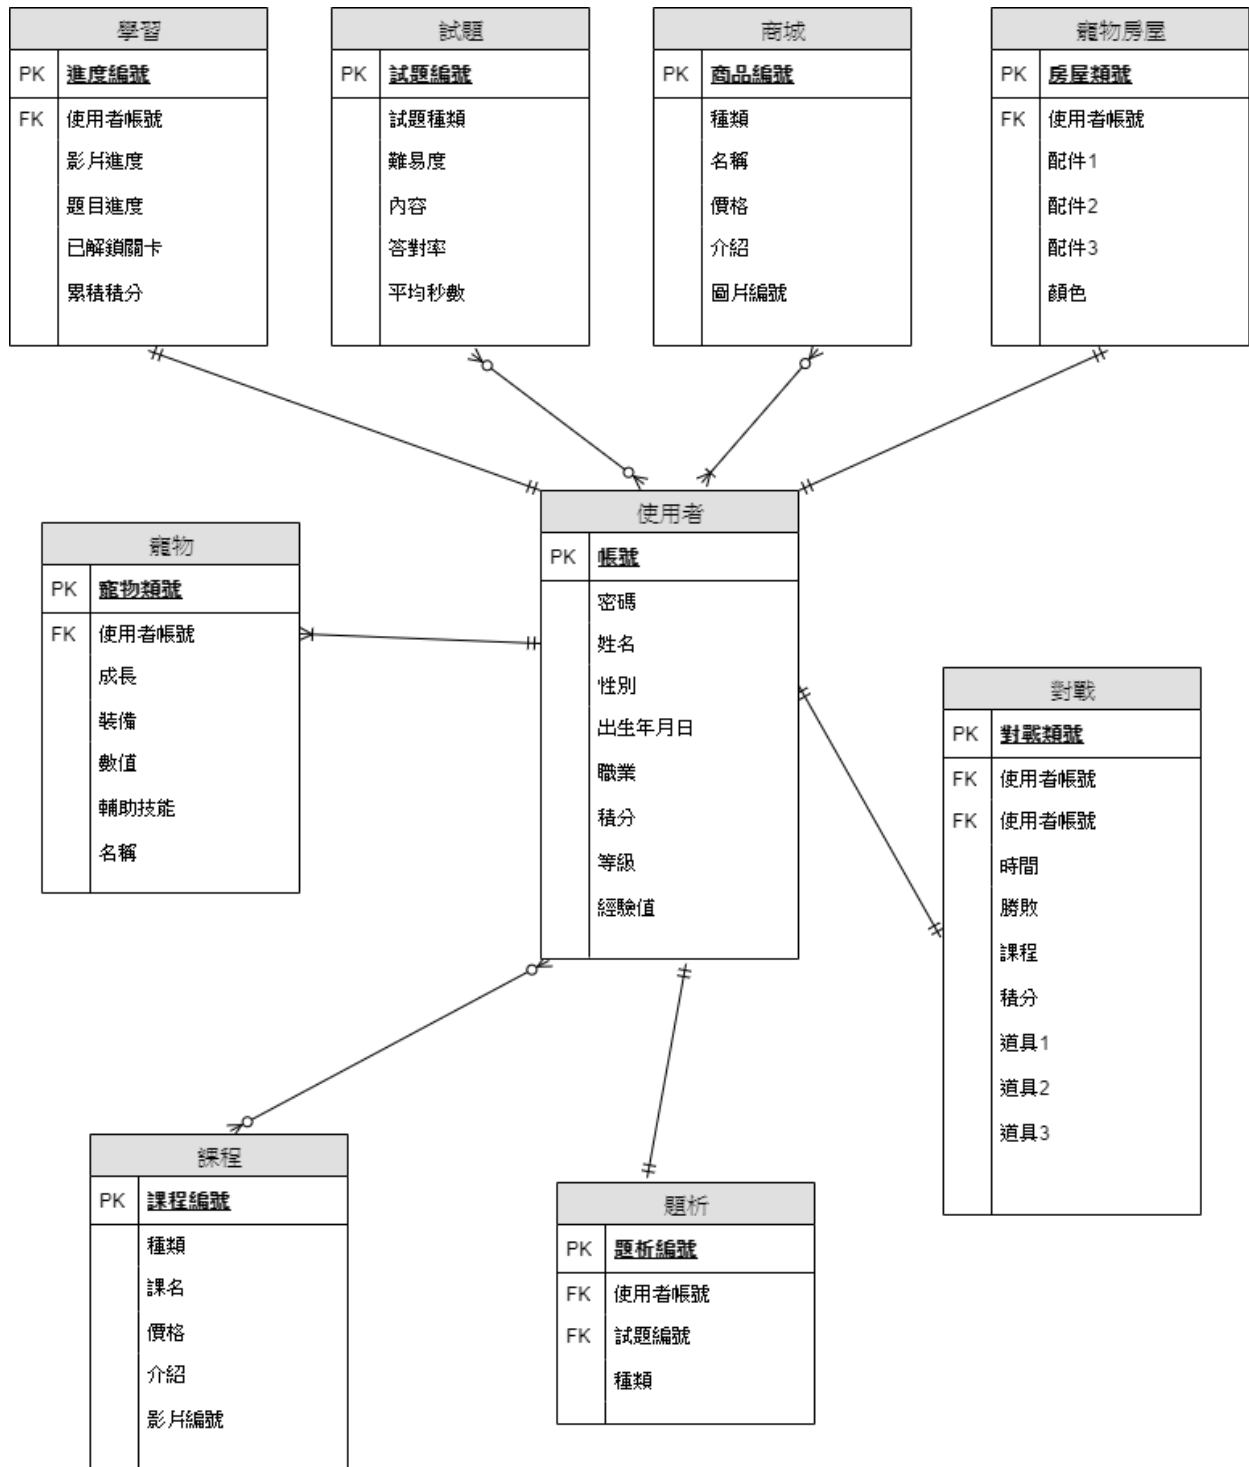 學習
PK 進度編號
FK 使用者帳號
影片進度
題目進度
已解鎖關卡
累積積分
試題
PK 試題編號
試題種類
難易度
內容
答對率
平均秒數
商城
PK 商品編號
種類
名稱
價格
介紹
圖片編號
寵物房屋
PK 房屋類號
FK 使用者帳號
配件1
配件2
配件3
顏色
寵物
PK 寵物類號
FK 使用者帳號
成長
裝備
數值
輔助技能
名稱
使用者
PK 帳號
密碼
姓名
性別
出生年月日
職業
積分
等級
經驗值
對戰
PK 對戰類號
FK 使用者帳號
FK 使用者帳號
時間
勝敗
課程
積分
道具1
道具2
道具3
課程
PK 課程編號
種類
課名
價格
介紹
影片編號
題析
PK 題析編號
FK 使用者帳號
FK 試題編號
種類